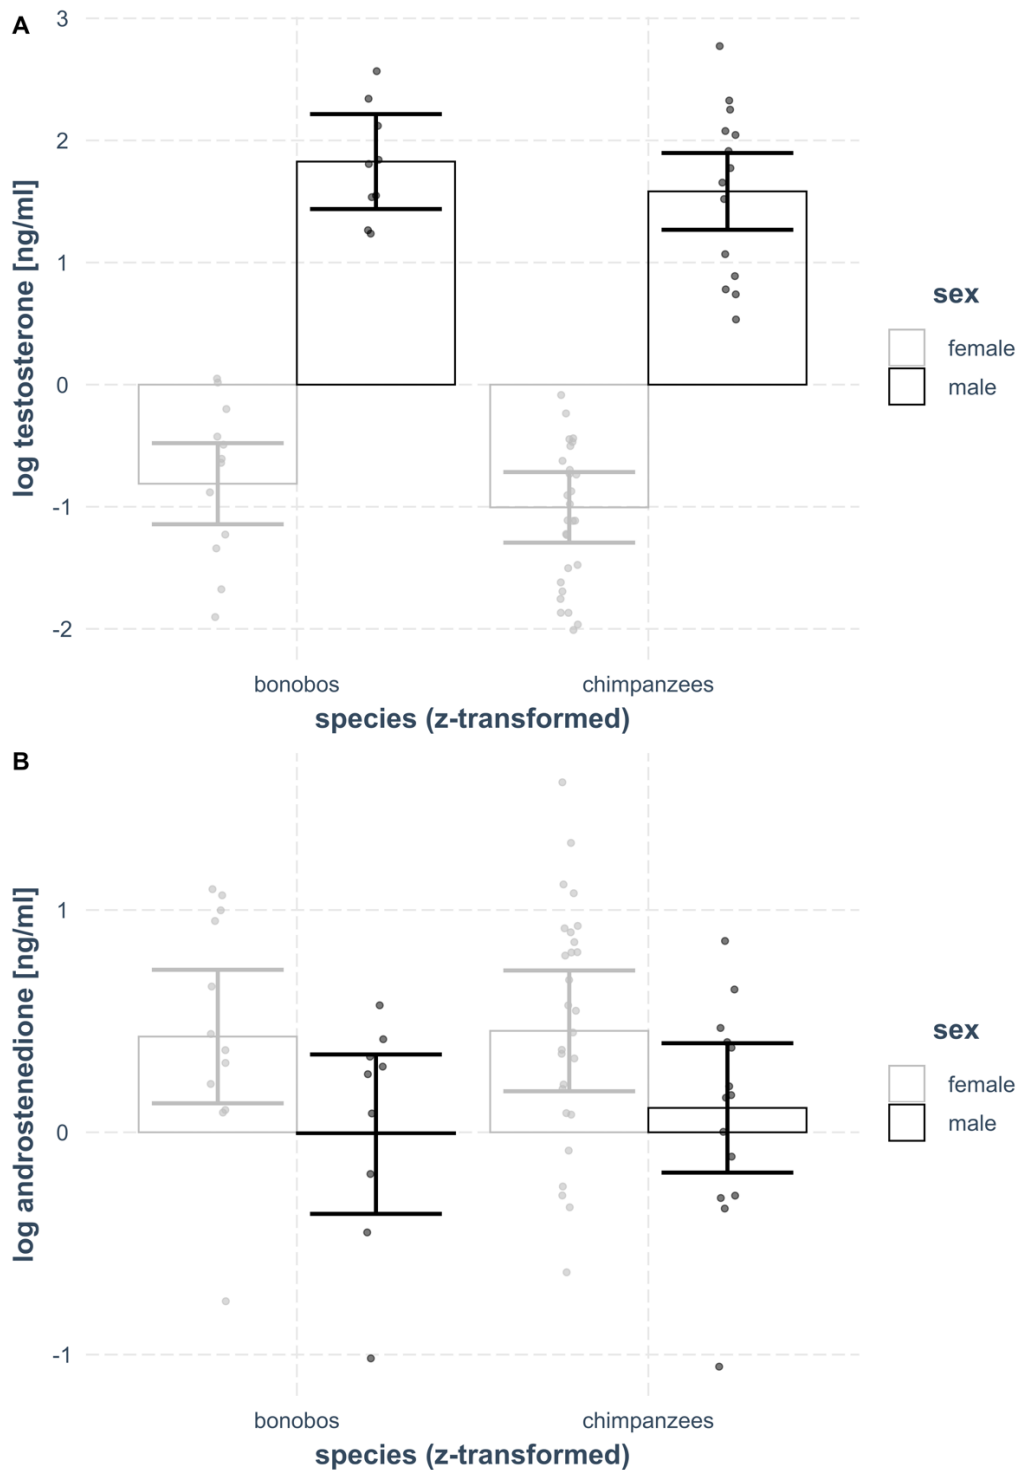 A
3
2
1
0
-1
-2
log testosterone [ng/ml]
bonobos
chimpanzees
species (z-transformed)
sex
female
male
B
1
0
-1
log androstenedione [ng/ml]
bonobos
chimpanzees
species (z-transformed)
sex
female
male